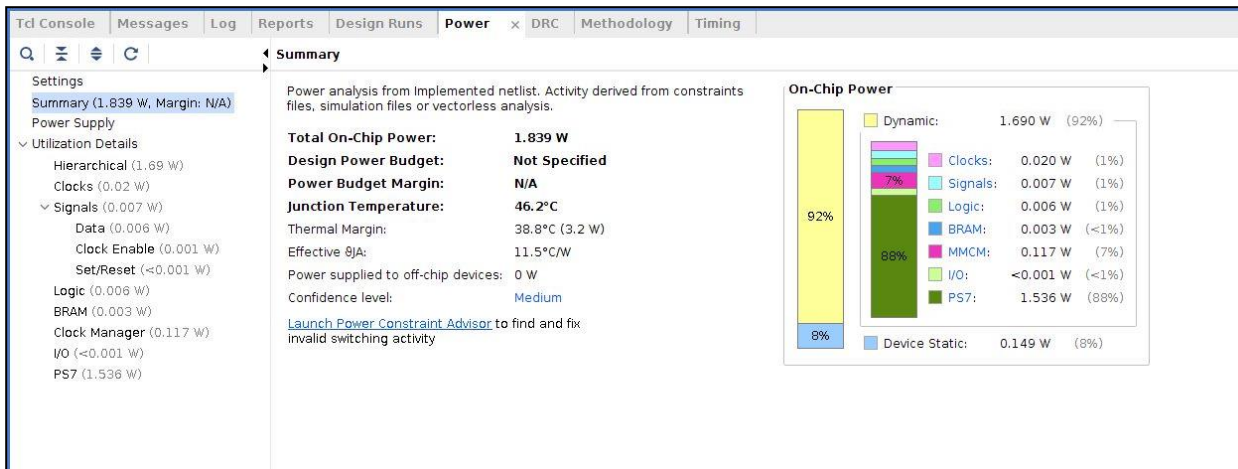 Tcl Console Messages Log Reports Design Runs Power × DRC Methodology Timing
Summary
Settings
Summary (1.839 W, Margin: N/A)
Power Supply
Utilization Details
Hierarchical (1.69 W)
Clocks (0.02 W)
Signals (0.007 W)
Data (0.006 W)
Clock Enable (0.001 W)
Set/Reset (<0.001 W)
Logic (0.006 W)
BRAM (0.003 W)
Clock Manager (0.117 W)
I/O (<0.001 W)
PS7 (1.536 W)
Power analysis from Implemented netlist. Activity derived from constraints
files, simulation files or vectorless analysis.
Total On-Chip Power: 1.839 W
Design Power Budget: Not Specified
Power Budget Margin: N/A
Junction Temperature: 46.2°C
Thermal Margin: 38.8°C (3.2 W)
Effective ϑJA: 11.5°C/W
Power supplied to off-chip devices: 0 W
Confidence level: Medium
Launch Power Constraint Advisor to find and fix
invalid switching activity
On-Chip Power
92%
8%
7%
88%
Dynamic: 1.690 W (92%)
Clocks: 0.020 W (1%)
Signals: 0.007 W (1%)
Logic: 0.006 W (1%)
BRAM: 0.003 W (<1%)
MMCM: 0.117 W (7%)
I/O: <0.001 W (<1%)
PS7: 1.536 W (88%)
Device Static: 0.149 W (8%)